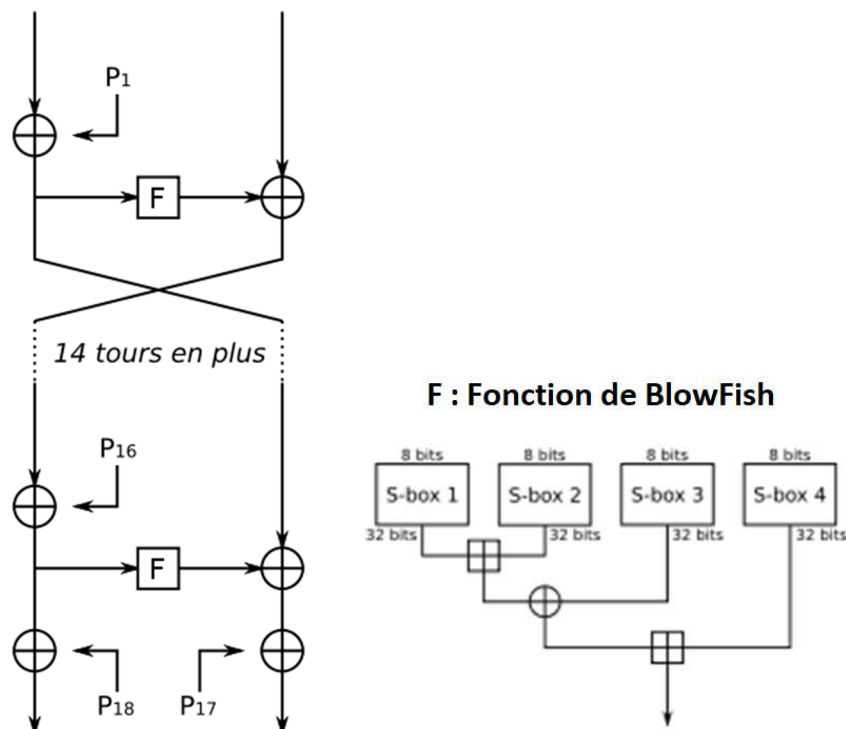 P1
F
14 tours en plus
P16
F
P18 P17
F : Fonction de BlowFish
8 bits 8 bits 8 bits 8 bits
S-box 1 S-box 2 S-box 3 S-box 4
32 bits 32 bits 32 bits 32 bits